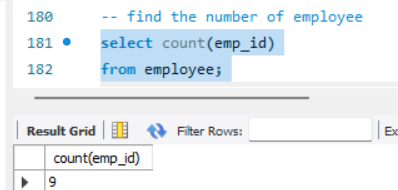 180 -- find the number of employee
181 select count(emp_id)
182 from employee;
Result Grid Filter Rows: Ex
count(emp_id)
9